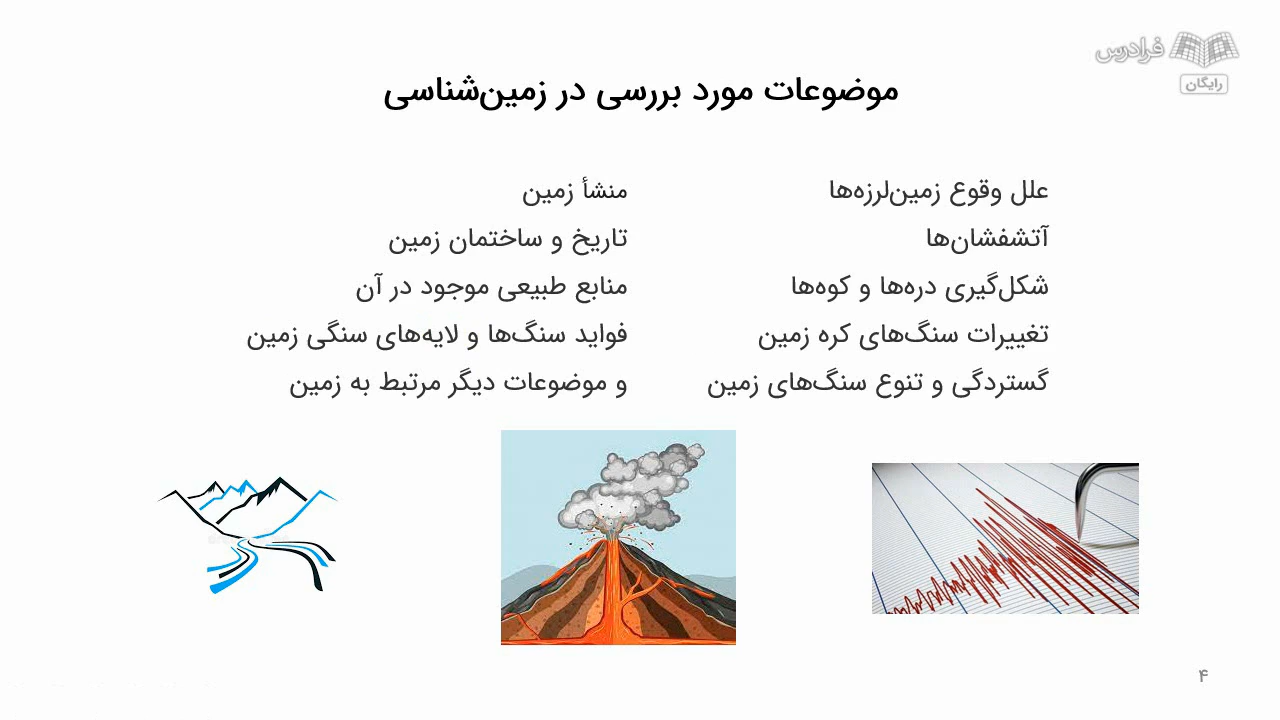 فرادرس
رایگان
موضوعات مورد بررسی در زمین‌شناسی
علل وقوع زمین‌لرزه‌ها
آتشفشان‌ها
شکل‌گیری دره‌ها و کوه‌ها
تغییرات سنگ‌های کره زمین
گستردگی و تنوع سنگ‌های زمین
منشأ زمین
تاریخ و ساختمان زمین
منابع طبیعی موجود در آن
فواید سنگ‌ها و لایه‌های سنگی زمین
و موضوعات دیگر مرتبط به زمین
۴